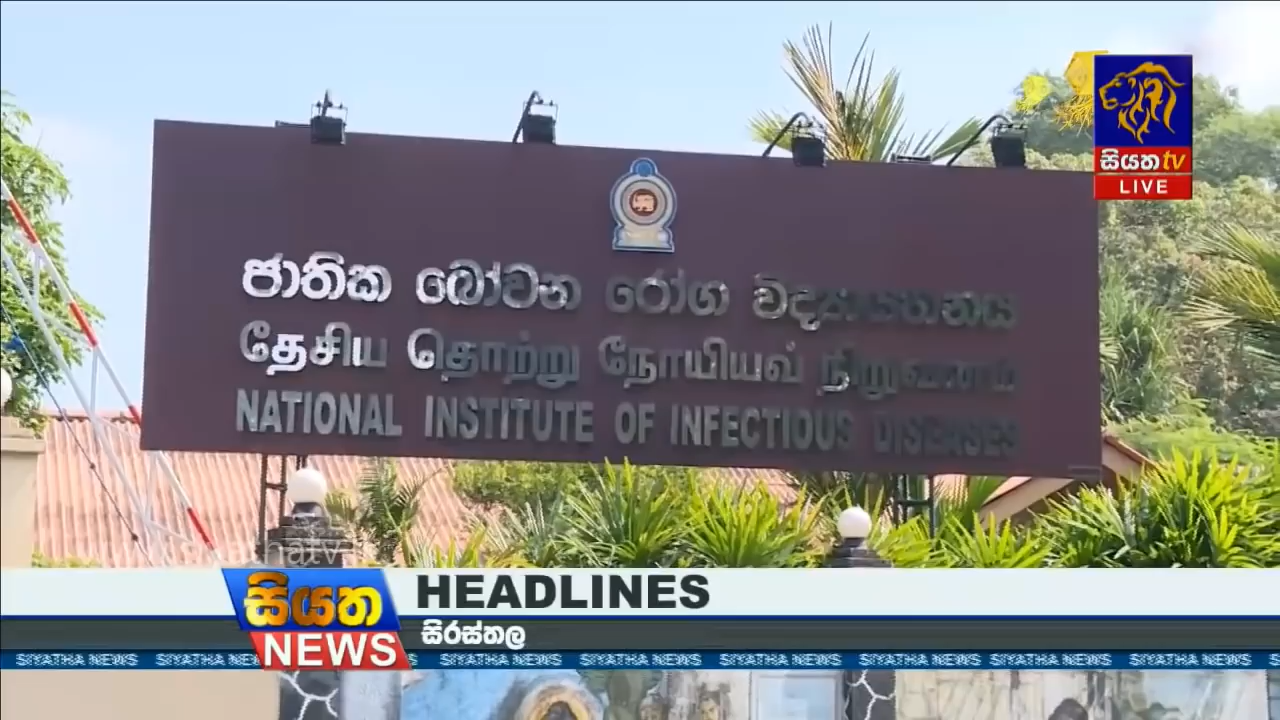 සියත tv
LIVE
ජාතික බෝවන රෝග විද්‍යායතනය
தேசிய தொற்று நோயியவ் நிறுவனம்
NATIONAL INSTITUTE OF INFECTIOUS DISEASES
සියත
NEWS
HEADLINES
සිරස්තල
SIYATHA NEWS SIYATHA NEWS SIYATHA NEWS SIYATHA NEWS SIYATHA NEWS SIYATHA NEWS SIYATHA NEWS SIYATHA NEWS